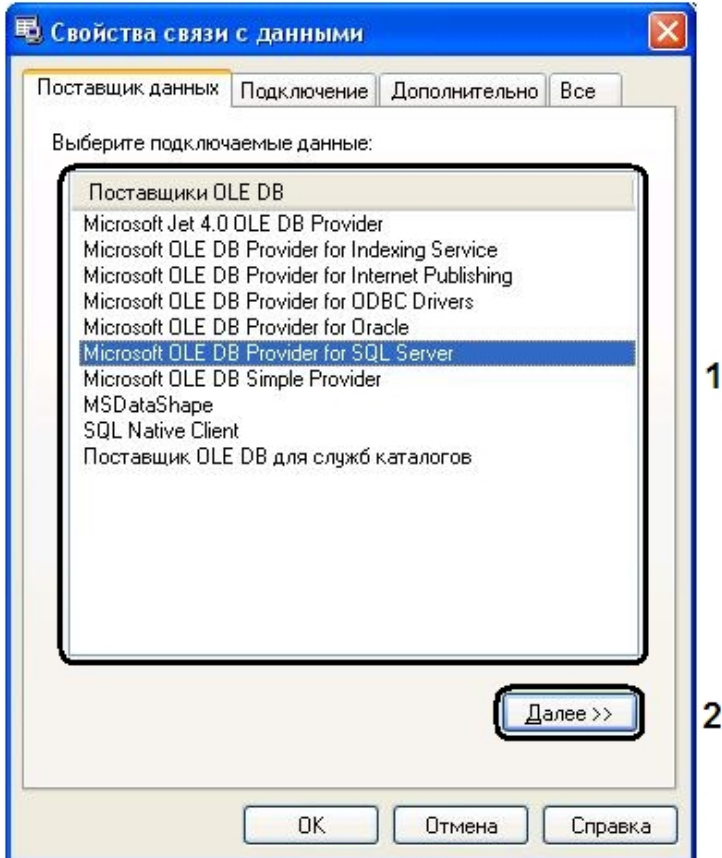 Свойства связи с данными
Поставщик данных Подключение Дополнительно Все
Выберите подключаемые данные:
Поставщики OLE DB
Microsoft Jet 4.0 OLE DB Provider
Microsoft OLE DB Provider for Indexing Service
Microsoft OLE DB Provider for Internet Publishing
Microsoft OLE DB Provider for ODBC Drivers
Microsoft OLE DB Provider for Oracle
Microsoft OLE DB Provider for SQL Server
1
Microsoft OLE DB Simple Provider
MSDataShape
SQL Native Client
Поставщик OLE DB для служб каталогов
Далее >>
2
OK Отмена Справка